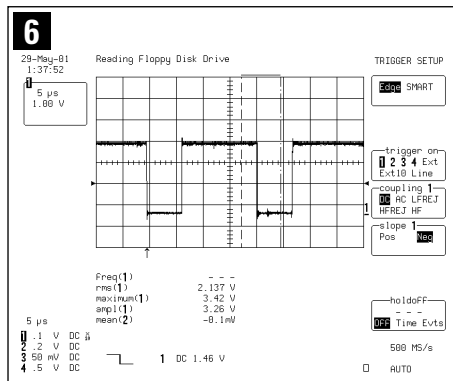 6
29-May-01
1:37:52
Reading Floppy Disk Drive
TRIGGER SETUP
1
5 µs
1.00 V
Edge SMART
trigger on
1 2 3 4 Ext
Ext10 Line
coupling 1
DC AC LFREJ
HFREJ HF
slope 1
Pos Neg
1
freq(1) - - -
rms(1) 2.137 V
maximum(1) 3.42 V
ampl(1) 3.26 V
mean(2) -0.1mV
holdoff
- - -
OFF Time Evts
5 µs
1 .1 V DC
2 .2 V DC
3 50 mV DC
4 .5 V DC
1 DC 1.46 V
500 MS/s
AUTO